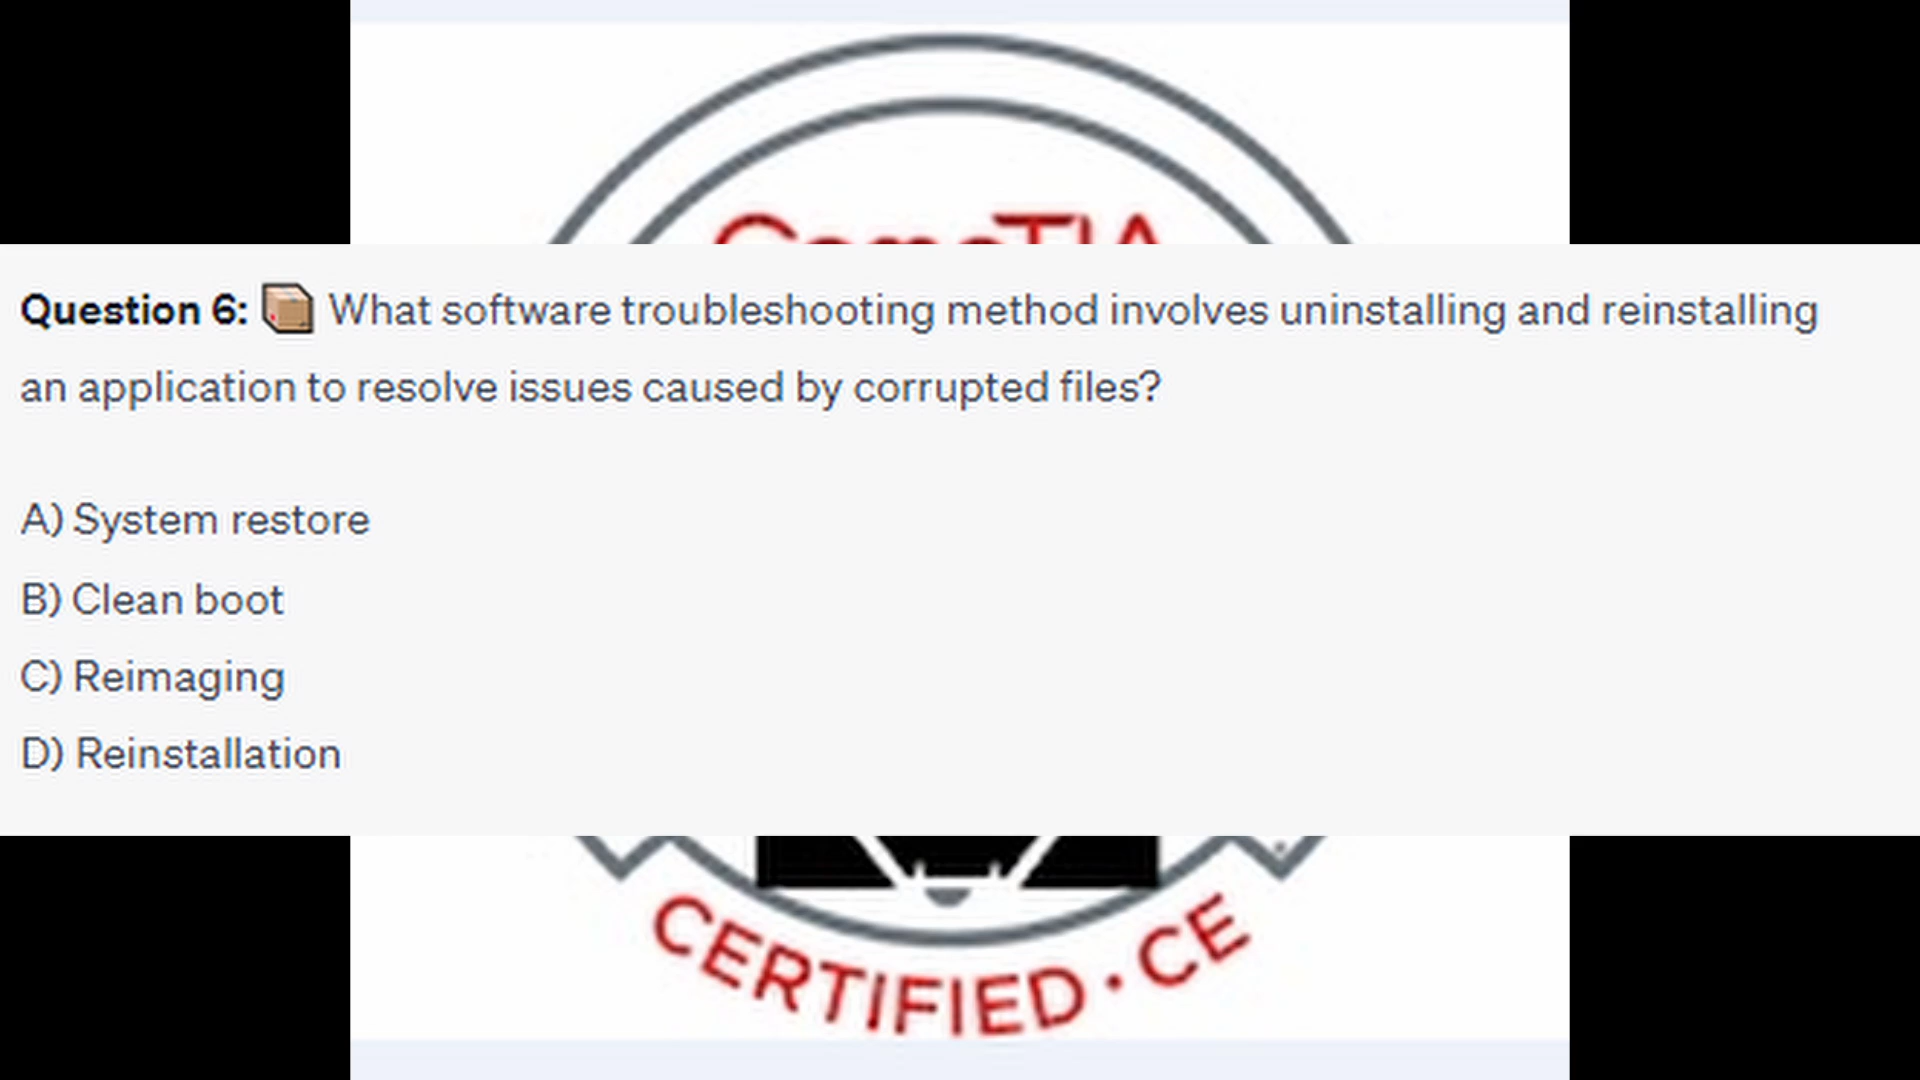 CompTIA
Question 6: 📦 What software troubleshooting method involves uninstalling and reinstalling
an application to resolve issues caused by corrupted files?
A) System restore
B) Clean boot
C) Reimaging
D) Reinstallation
CERTIFIED · CE